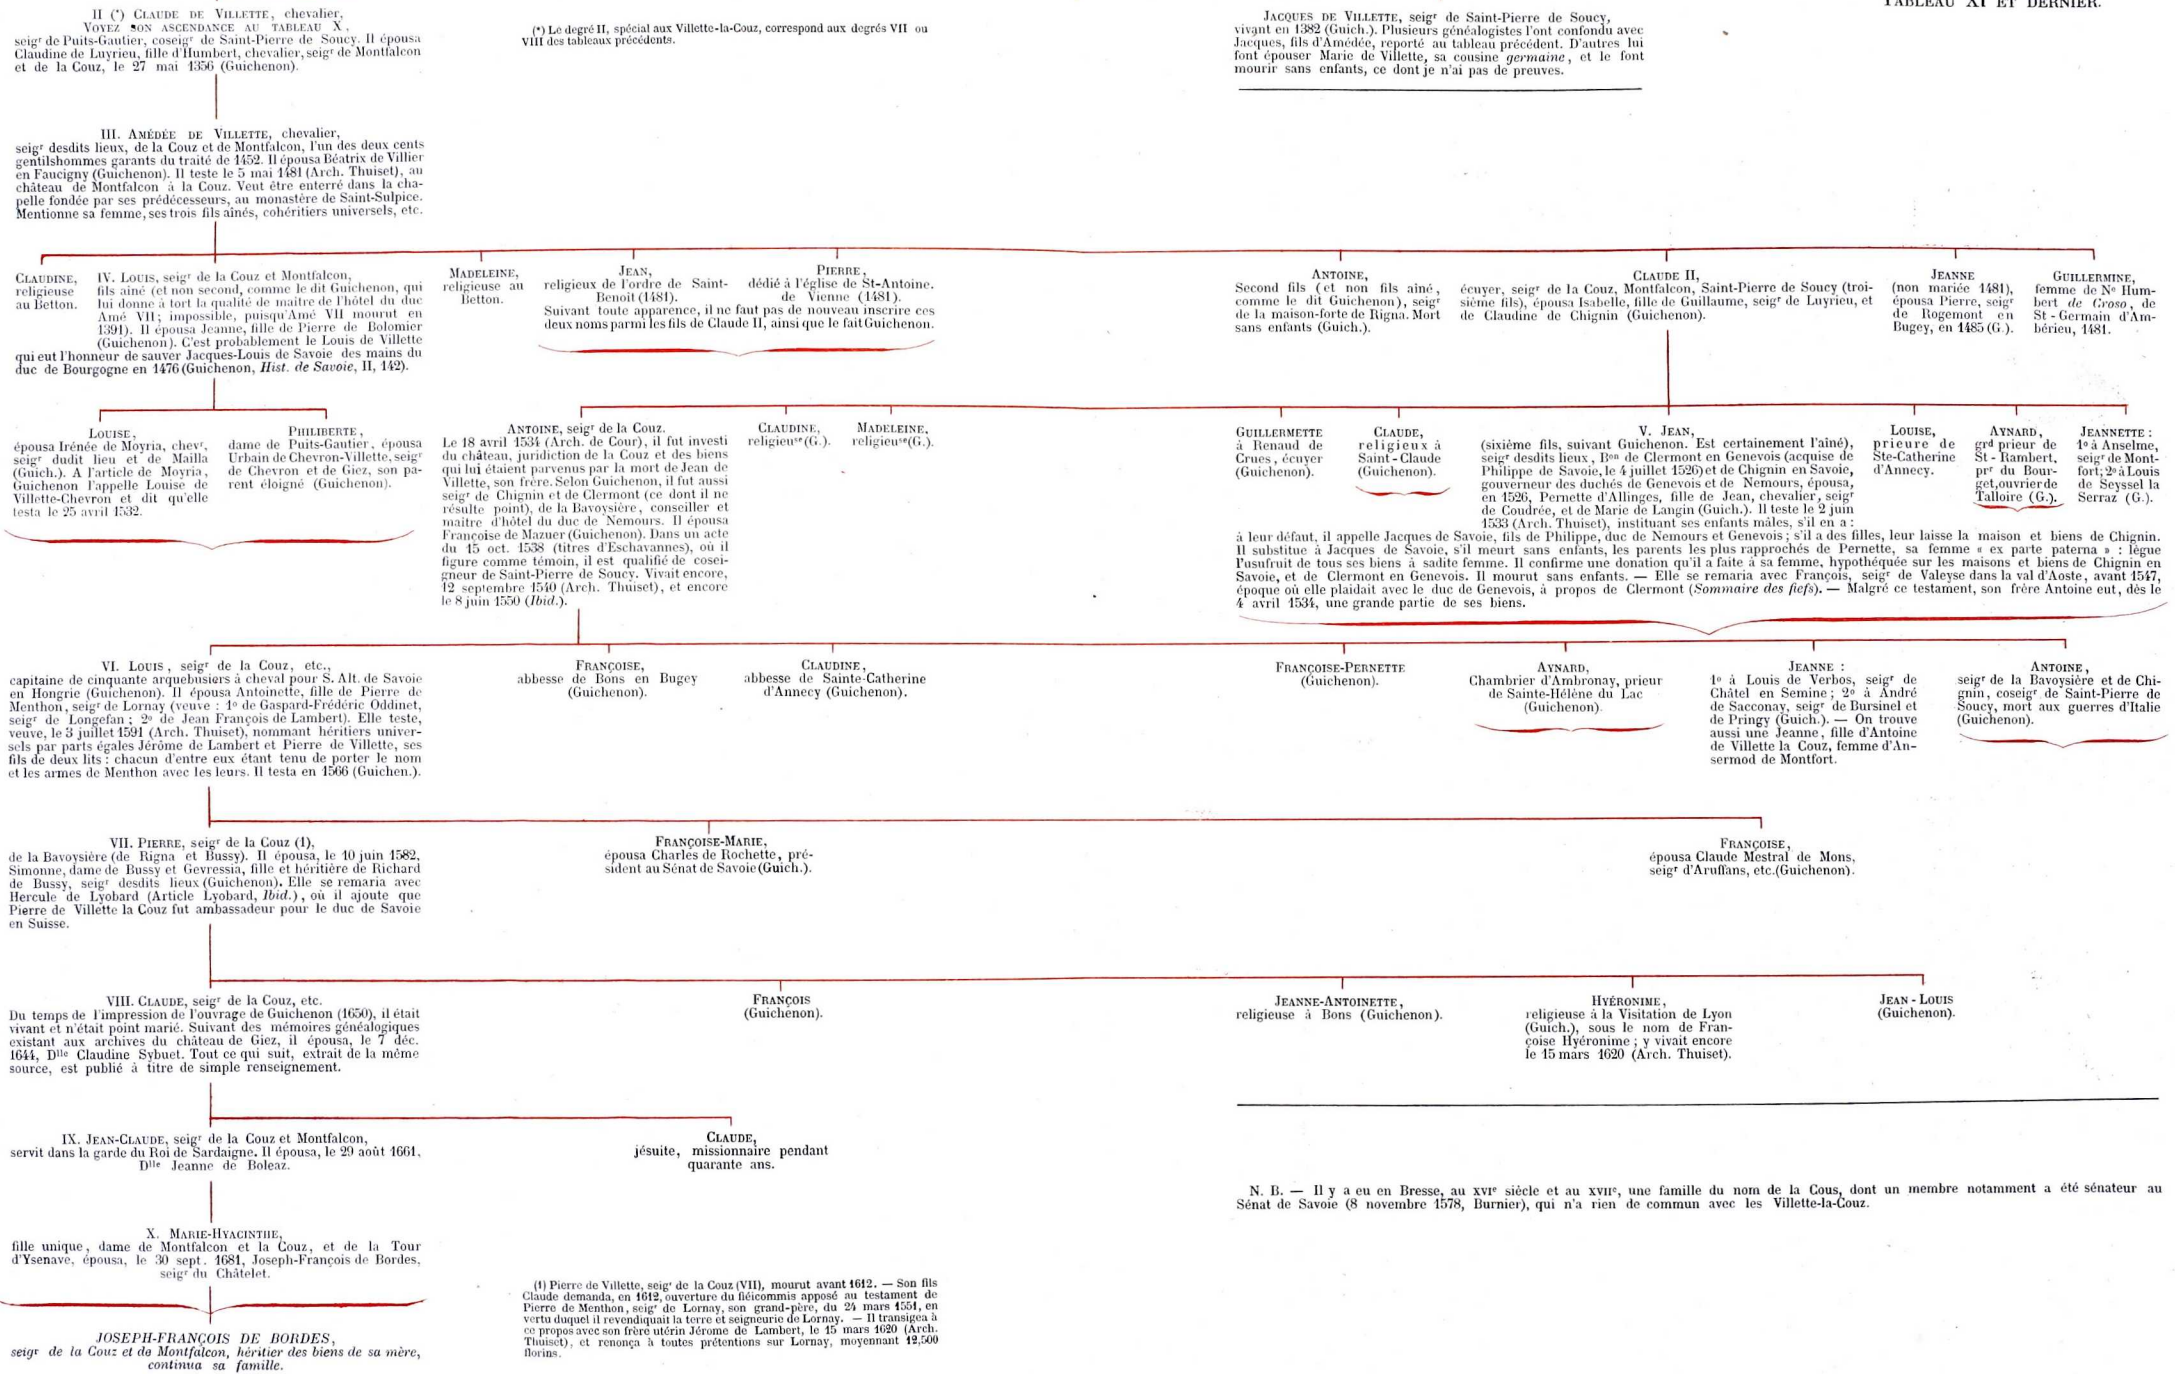 TABLEAU XI ET DERNIER.
II (*) CLAUDE DE VILLETTE, chevalier,
VOYEZ SON ASCENDANCE AU TABLEAU X,
seigr de Puits-Gautier, coseigr de Saint-Pierre de Soucy. Il épousa
Claudine de Luyrieu, fille d'Humbert, chevalier, seigr de Montfalcon
et de la Couz, le 27 mai 1356 (Guichenon).
(*) Le degré II, spécial aux Villette-la-Couz, correspond aux degrés VII ou
VIII des tableaux précédents.
JACQUES DE VILLETTE, seigr de Saint-Pierre de Soucy,
vivant en 1382 (Guich.). Plusieurs généalogistes l'ont confondu avec
Jacques, fils d'Amédée, reporté au tableau précédent. D'autres lui
font épouser Marie de Villette, sa cousine germaine, et le font
mourir sans enfants, ce dont je n'ai pas de preuves.
III. AMÉDÉE DE VILLETTE, chevalier,
seigr desdits lieux, de la Couz et de Montfalcon, l'un des deux cents
gentilshommes garants du traité de 1452. Il épousa Béatrix de Villier
en Faucigny (Guichenon). Il teste le 5 mai 1481 (Arch. Thuiset), au
château de Montfalcon à la Couz. Veut être enterré dans la cha-
pelle fondée par ses prédécesseurs, au monastère de Saint-Sulpice.
Mentionne sa femme, ses trois fils aînés, cohéritiers universels, etc.
CLAUDINE,
religieuse
au Betton.
IV. LOUIS, seigr de la Couz et Montfalcon,
fils aîné (et non second, comme le dit Guichenon, qui
lui donne à tort la qualité de maître de l'hôtel du duc
Amé VII; impossible, puisqu'Amé VII mourut en
1391). Il épousa Jeanne, fille de Pierre de Bolomier
(Guichenon). C'est probablement le Louis de Villette
qui eut l'honneur de sauver Jacques-Louis de Savoie des mains du
duc de Bourgogne en 1476 (Guichenon, Hist. de Savoie, II, 142).
MADELEINE,
religieuse au
Betton.
JEAN,
religieux de l'ordre de Saint-
Benoît (1481).
PIERRE,
dédié à l'église de St-Antoine.
de Vienne (1481).
Suivant toute apparence, il ne faut pas de nouveau inscrire ces
deux noms parmi les fils de Claude II, ainsi que le fait Guichenon.
ANTOINE,
Second fils (et non fils aîné,
comme le dit Guichenon), seigr
de la maison-forte de Rigna. Mort
sans enfants (Guich.).
CLAUDE II,
écuyer, seigr de la Couz, Montfalcon, Saint-Pierre de Soucy (troi-
sième fils), épousa Isabelle, fille de Guillaume, seigr de Luyrieu, et
de Claudine de Chignin (Guichenon).
JEANNE
(non mariée 1481),
épousa Pierre, seigr
de Rogemont en
Bugey, en 1485 (G.).
GUILLERMINE,
femme de Ne Hum-
bert de Croso, de
St-Germain d'Am-
bérieu, 1481.
LOUISE,
épousa Irénée de Moyria, chevr,
seigr dudit lieu et de Mailla
(Guich.). A l'article de Moyria,
Guichenon l'appelle Louise de
Villette-Chevron et dit qu'elle
testa le 25 avril 1532.
PHILIBERTE,
dame de Puits-Gautier, épousa
Urbain de Chevron-Villette, seigr
de Chevron et de Giez, son pa-
rent éloigné (Guichenon).
ANTOINE, seigr de la Couz.
Le 18 avril 1534 (Arch. de Cour), il fut investi
du château, juridiction de la Couz et des biens
qui lui étaient parvenus par la mort de Jean de
Villette, son frère. Selon Guichenon, il fut aussi
seigr de Chignin et de Clermont (ce dont il ne
résulte point), de la Bavoysière, conseiller et
maître d'hôtel du duc de Nemours. Il épousa
Françoise de Mazuer (Guichenon). Dans un acte
du 15 oct. 1538 (titres d'Eschavannes), où il
figure comme témoin, il est qualifié de cosei-
gneur de Saint-Pierre de Soucy. Vivait encore,
12 septembre 1540 (Arch. Thuiset), et encore
le 8 juin 1550 (Ibid.).
CLAUDINE,
religieuse (G.).
MADELEINE,
religieuse (G.).
GUILLERMETTE
à Renaud de
Crues, écuyer
(Guichenon).
CLAUDE,
religieux à
Saint-Claude
(Guichenon).
V. JEAN,
(sixième fils, suivant Guichenon. Est certainement l'aîné),
seigr desdits lieux, Bon de Clermont en Genevois (acquise de
Philippe de Savoie, le 4 juillet 1526) et de Chignin en Savoie,
gouverneur des duchés de Genevois et de Nemours, épousa,
en 1526, Pernette d'Allinges, fille de Jean, chevalier, seigr
de Coudrée, et de Marie de Langin (Guich.). Il teste le 2 juin
1533 (Arch. Thuiset), instituant ses enfants mâles, s'il en a :
à leur défaut, il appelle Jacques de Savoie, fils de Philippe, duc de Nemours et Genevois; s'il a des filles, leur laisse la maison et biens de Chignin.
Il substitue à Jacques de Savoie, s'il meurt sans enfants, les parents les plus rapprochés de Pernette, sa femme « ex parte paterna » : lègue
l'usufruit de tous ses biens à sadite femme. Il confirme une donation qu'il a faite à sa femme, hypothéquée sur les maisons et biens de Chignin en
Savoie, et de Clermont en Genevois. Il mourut sans enfants. — Elle se remaria avec François, seigr de Valeyse dans la val d'Aoste, avant 1547,
époque où elle plaidait avec le duc de Genevois, à propos de Clermont (Sommaire des fiefs). — Malgré ce testament, son frère Antoine eut, dès le
4 avril 1534, une grande partie de ses biens.
LOUISE,
prieure de
Ste-Catherine
d'Annecy.
AYNARD,
grd prieur de
St-Rambert,
pr du Bour-
get, ouvrier de
Talloire (G.).
JEANNETTE :
1º à Anselme,
seigr de Mont-
fort; 2º à Louis
de Seyssel la
Serraz (G.).
VI. LOUIS, seigr de la Couz, etc.,
capitaine de cinquante arquebusiers à cheval pour S. Alt. de Savoie
en Hongrie (Guichenon). Il épousa Antoinette, fille de Pierre de
Menthon, seigr de Lornay (veuve : 1º de Gaspard-Frédéric Oddinet,
seigr de Longefan; 2º de Jean François de Lambert). Elle teste,
veuve, le 3 juillet 1591 (Arch. Thuiset), nommant héritiers univer-
sels par parts égales Jérôme de Lambert et Pierre de Villette, ses
fils de deux lits : chacun d'entre eux étant tenu de porter le nom
et les armes de Menthon avec les leurs. Il testa en 1566 (Guichen.).
FRANÇOISE,
abbesse de Bons en Bugey
(Guichenon).
CLAUDINE,
abbesse de Sainte-Catherine
d'Annecy (Guichenon).
FRANÇOISE-PERNETTE
(Guichenon).
AYNARD,
Chambrier d'Ambronay, prieur
de Sainte-Hélène du Lac
(Guichenon).
JEANNE :
1º à Louis de Verbos, seigr de
Châtel en Semine; 2º à André
de Sacconay, seigr de Bursinel et
de Pringy (Guich.). — On trouve
aussi une Jeanne, fille d'Antoine
de Villette la Couz, femme d'An-
sermod de Montfort.
ANTOINE,
seigr de la Bavoysière et de Chi-
gnin, coseigr de Saint-Pierre de
Soucy, mort aux guerres d'Italie
(Guichenon).
VII. PIERRE, seigr de la Couz (1),
de la Bavoysière (de Rigna et Bussy). Il épousa, le 10 juin 1582,
Simonne, dame de Bussy et Gevressia, fille et héritière de Richard
de Bussy, seigr desdits lieux (Guichenon). Elle se remaria avec
Hercule de Lyobard (Article Lyobard, Ibid.), où il ajoute que
Pierre de Villette la Couz fut ambassadeur pour le duc de Savoie
en Suisse.
FRANÇOISE-MARIE,
épousa Charles de Rochette, pré-
sident au Sénat de Savoie (Guich.).
FRANÇOISE,
épousa Claude Mestral de Mons,
seigr d'Aruffans, etc. (Guichenon).
VIII. CLAUDE, seigr de la Couz, etc.
Du temps de l'impression de l'ouvrage de Guichenon (1650), il était
vivant et n'était point marié. Suivant des mémoires généalogiques
existant aux archives du château de Giez, il épousa, le 7 déc.
1644, Dlle Claudine Sybuet. Tout ce qui suit, extrait de la même
source, est publié à titre de simple renseignement.
FRANÇOIS
(Guichenon).
JEANNE-ANTOINETTE,
religieuse à Bons (Guichenon).
HYÉRONIME,
religieuse à la Visitation de Lyon
(Guich.), sous le nom de Fran-
çoise Hyéronime; y vivait encore
le 15 mars 1620 (Arch. Thuiset).
JEAN-LOUIS
(Guichenon).
IX. JEAN-CLAUDE, seigr de la Couz et Montfalcon,
servit dans la garde du Roi de Sardaigne. Il épousa, le 29 août 1661,
Dlle Jeanne de Boleaz.
CLAUDE,
jésuite, missionnaire pendant
quarante ans.
N. B. — Il y a eu en Bresse, au XVIe siècle et au XVIIe, une famille du nom de la Cous, dont un membre notamment a été sénateur au
Sénat de Savoie (8 novembre 1578, Burnier), qui n'a rien de commun avec les Villette-la-Couz.
X. MARIE-HYACINTHE,
fille unique, dame de Montfalcon et la Couz, et de la Tour
d'Ysenave, épousa, le 30 sept. 1681, Joseph-François de Bordes,
seigr du Châtelet.
JOSEPH-FRANÇOIS DE BORDES,
seigr de la Couz et de Montfalcon, héritier des biens de sa mère,
continua sa famille.
(1) Pierre de Villette, seigr de la Couz (VII), mourut avant 1612. — Son fils
Claude demanda, en 1612, ouverture du fidéicommis apposé au testament de
Pierre de Menthon, seigr de Lornay, son grand-père, du 24 mars 1551, en
vertu duquel il revendiquait la terre et seigneurie de Lornay. — Il transigea à
ce propos avec son frère utérin Jérome de Lambert, le 15 mars 1620 (Arch.
Thuiset), et renonça à toutes prétentions sur Lornay, moyennant 12,500
florins.